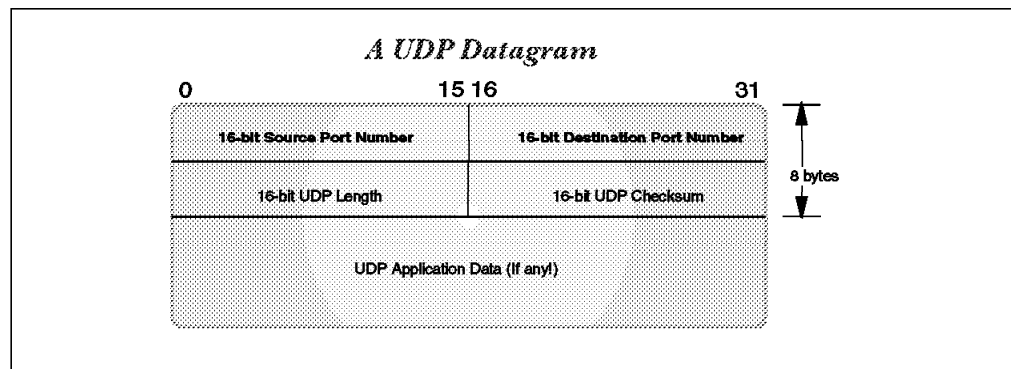 A UDP Datagram
0 15 16 31
16-bit Source Port Number 16-bit Destination Port Number
8 bytes
16-bit UDP Length 16-bit UDP Checksum
UDP Application Data (If any!)